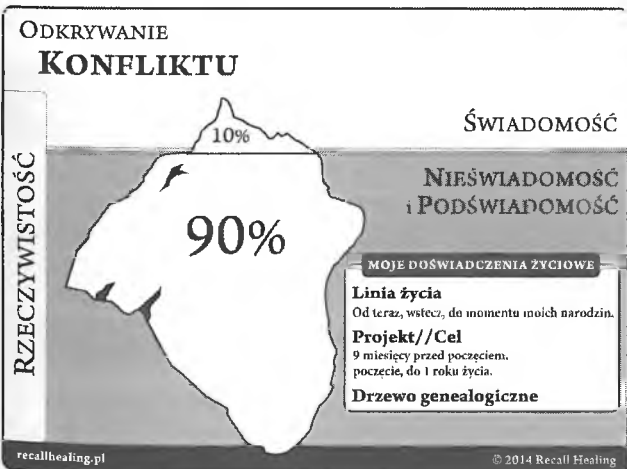 ODKRYWANIE
KONFLIKTU
10%
ŚWIADOMOŚĆ
NIEŚWIADOMOŚĆ
i PODŚWIADOMOŚĆ
90%
RZECZYWISTOŚĆ
MOJE DOŚWIADCZENIA ŻYCIOWE
Linia życia
Od teraz, wstecz, do momentu moich narodzin.
Projekt//Cel
9 miesięcy przed poczęciem.
poczęcie, do 1 roku życia.
Drzewo genealogiczne
recallhealing.pl
© 2014 Recall Healing